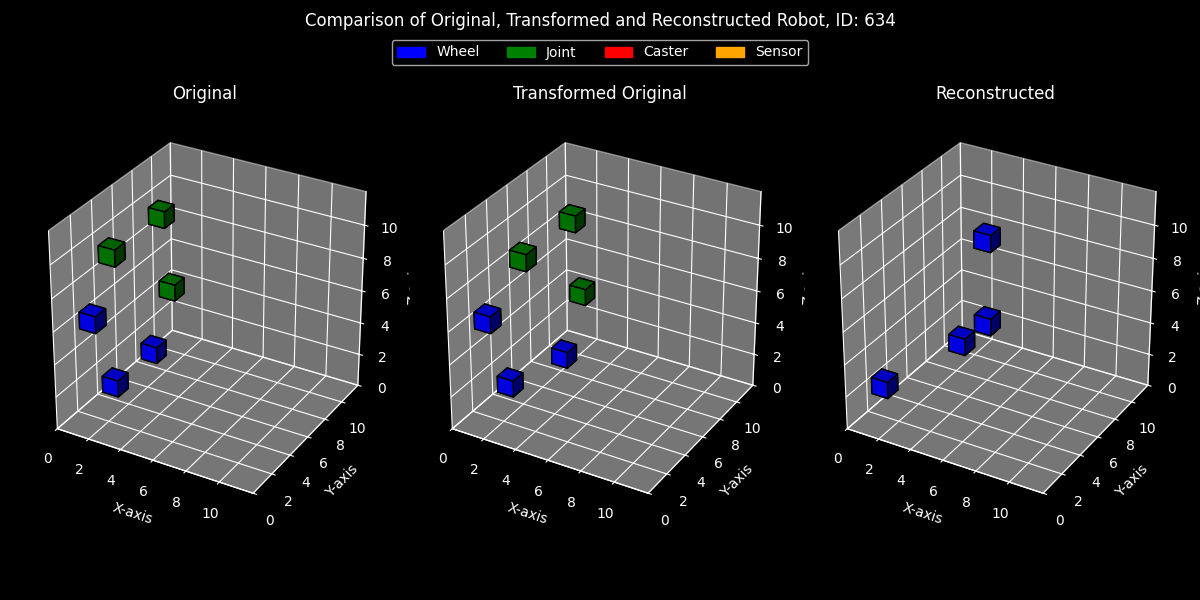 Comparison of Original, Transformed and Reconstructed Robot, ID: 634
Wheel Joint Caster Sensor
Original Transformed Original Reconstructed
10 10 10
8 8 8
6 6 6
4 4 4
2 2 2
0 0 0
10 10 10
8 8 8
6 6 6
4 4 4
2 2 2
0 0 0
0 2 4 6 8 10 0 2 4 6 8 10 0 2 4 6 8 10
X-axis Y-axis X-axis Y-axis X-axis Y-axis